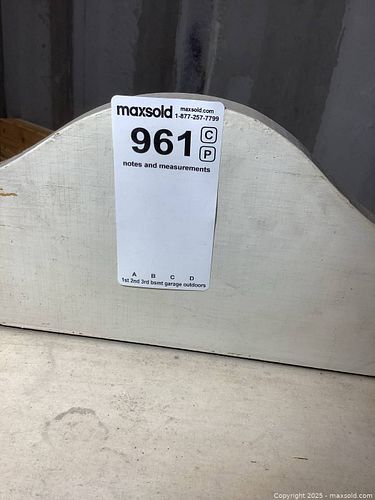 maxsold maxsold.com
1-877-257-7799
961 C
P
notes and measurements
A B C D
1st 2nd 3rd bsmt garage outdoors
Copyright © 2025 - maxsold.com